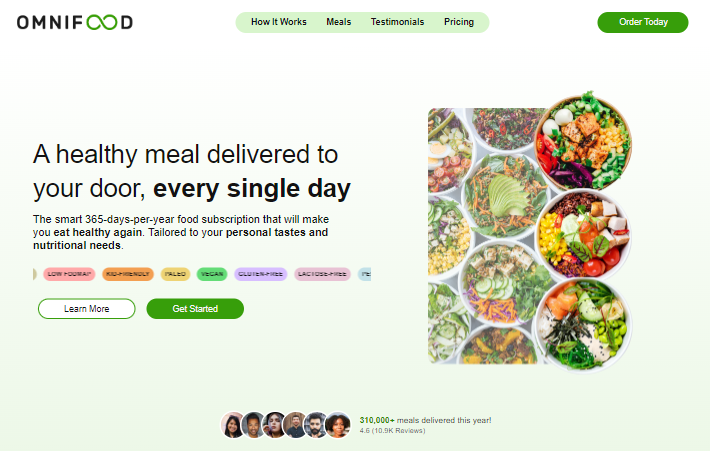 OMNIFOOD
How It Works
Meals
Testimonials
Pricing
Order Today
A healthy meal delivered to
your door, every single day
The smart 365-days-per-year food subscription that will make
you eat healthy again. Tailored to your personal tastes and
nutritional needs.
LOW FODMAP
KID-FRIENDLY
PALEO
VEGAN
GLUTEN-FREE
LACTOSE-FREE
PE
Learn More
Get Started
310,000+ meals delivered this year!
4.6 (10.9K Reviews)